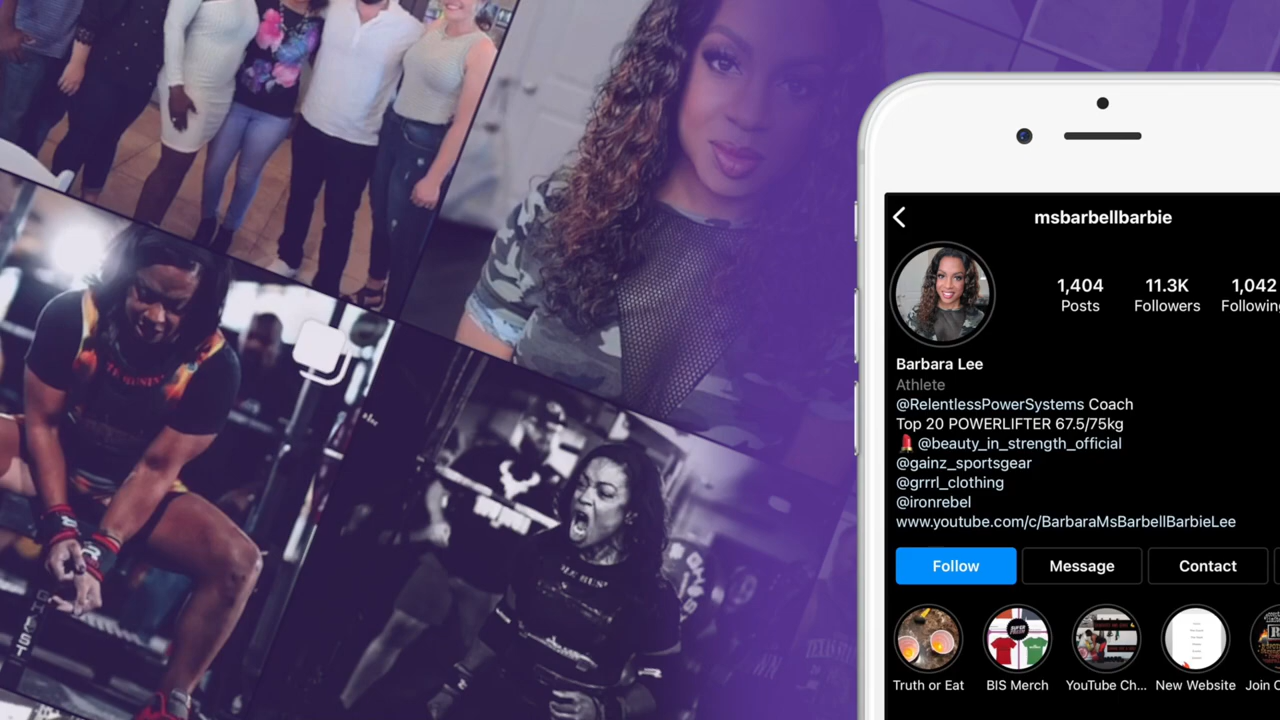 msbarbellbarbie
1,404
11.3K
1,042
Posts
Followers
Following
Barbara Lee
Athlete
@RelentlessPowerSystems Coach
Top 20 POWERLIFTER 67.5/75kg
@beauty_in_strength_official
@gainz_sportsgear
@grrrl_clothing
@ironrebel
www.youtube.com/c/BarbaraMsBarbellBarbieLee
Follow
Message
Contact
Truth or Eat
BIS Merch
YouTube Ch...
New Website
Join